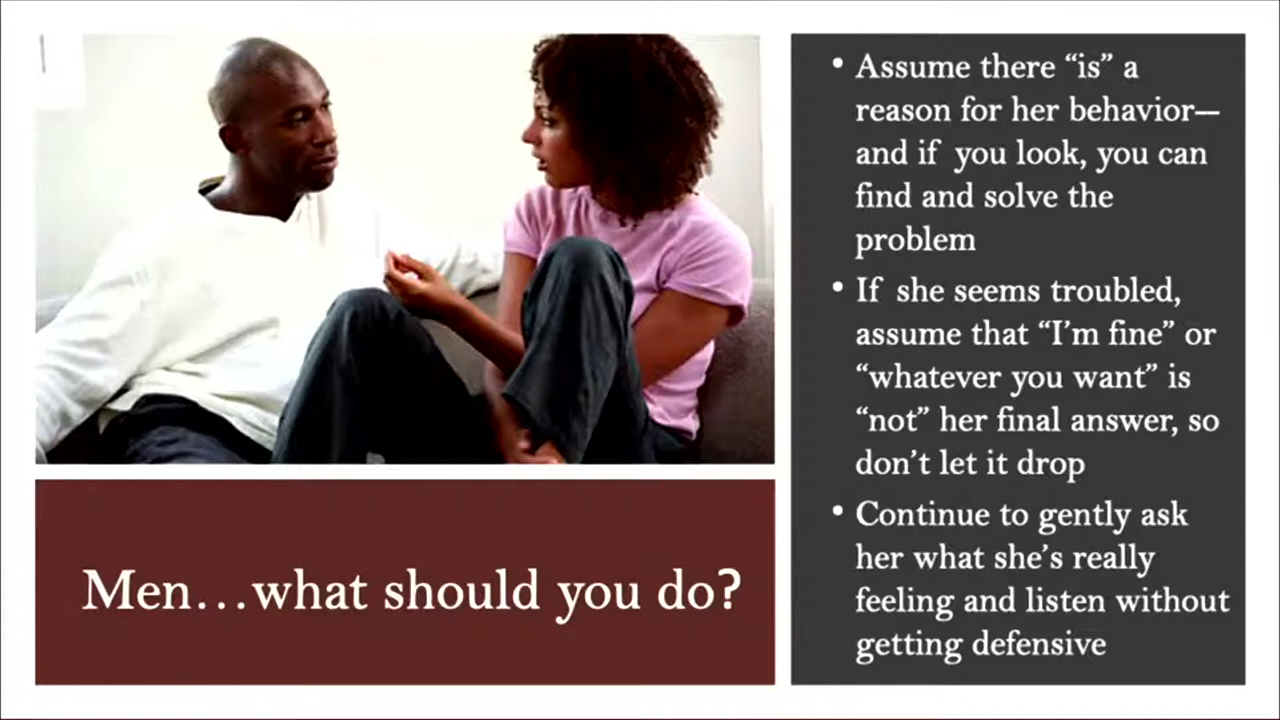 Men…what should you do?
• Assume there “is” a
reason for her behavior—
and if you look, you can
find and solve the
problem
• If she seems troubled,
assume that “I’m fine” or
“whatever you want” is
“not” her final answer, so
don’t let it drop
• Continue to gently ask
her what she’s really
feeling and listen without
getting defensive